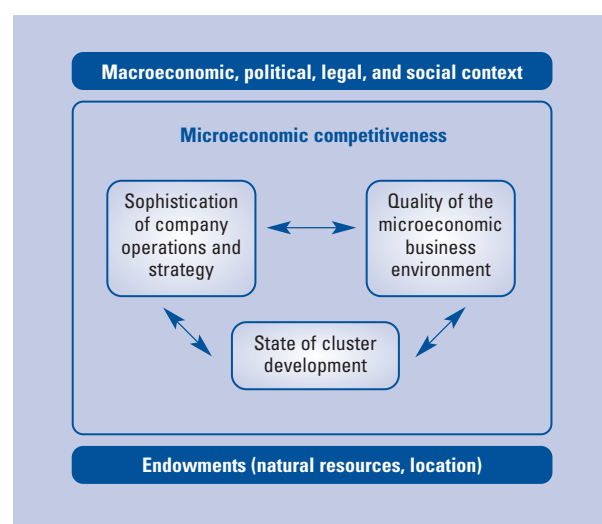 Macroeconomic, political, legal, and social context
Microeconomic competitiveness
Sophistication
of company
operations and
strategy
Quality of the
microeconomic
business
environment
State of cluster
development
Endowments (natural resources, location)